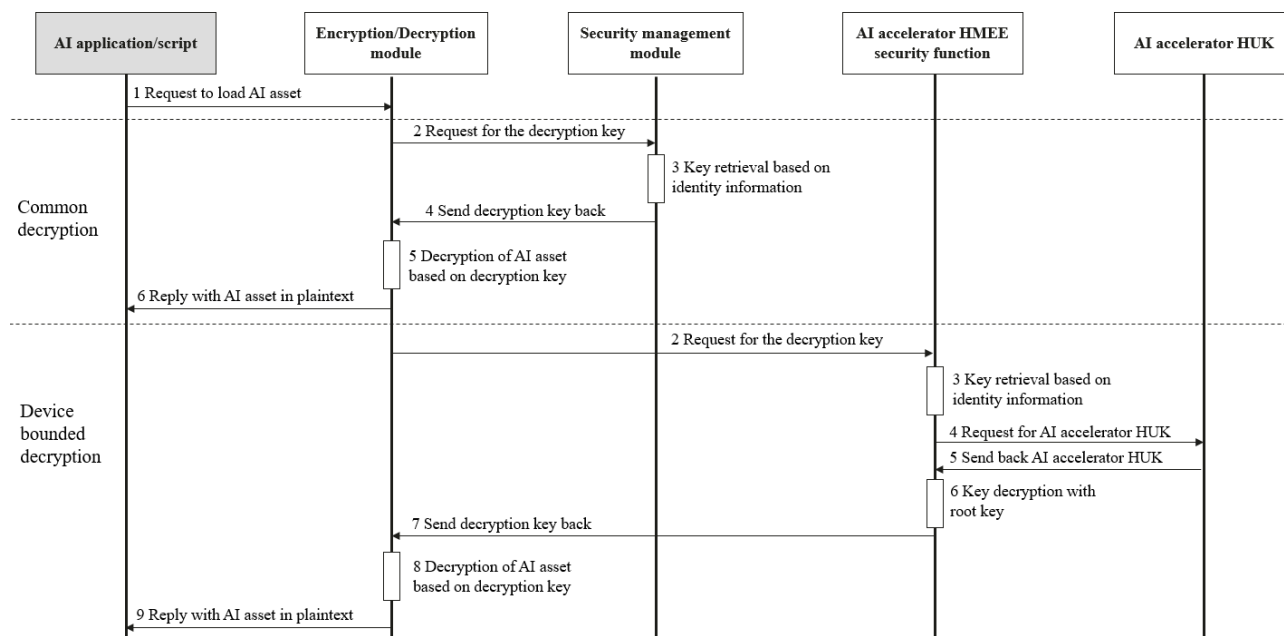 AI application/script
Encryption/Decryption
module
Security management
module
AI accelerator HMEE
security function
AI accelerator HUK
1 Request to load AI asset
Common
decryption
2 Request for the decryption key
3 Key retrieval based on
identity information
4 Send decryption key back
5 Decryption of AI asset
based on decryption key
6 Reply with AI asset in plaintext
Device
bounded
decryption
2 Request for the decryption key
3 Key retrieval based on
identity information
4 Request for AI accelerator HUK
5 Send back AI accelerator HUK
6 Key decryption with
root key
7 Send decryption key back
8 Decryption of AI asset
based on decryption key
9 Reply with AI asset in plaintext